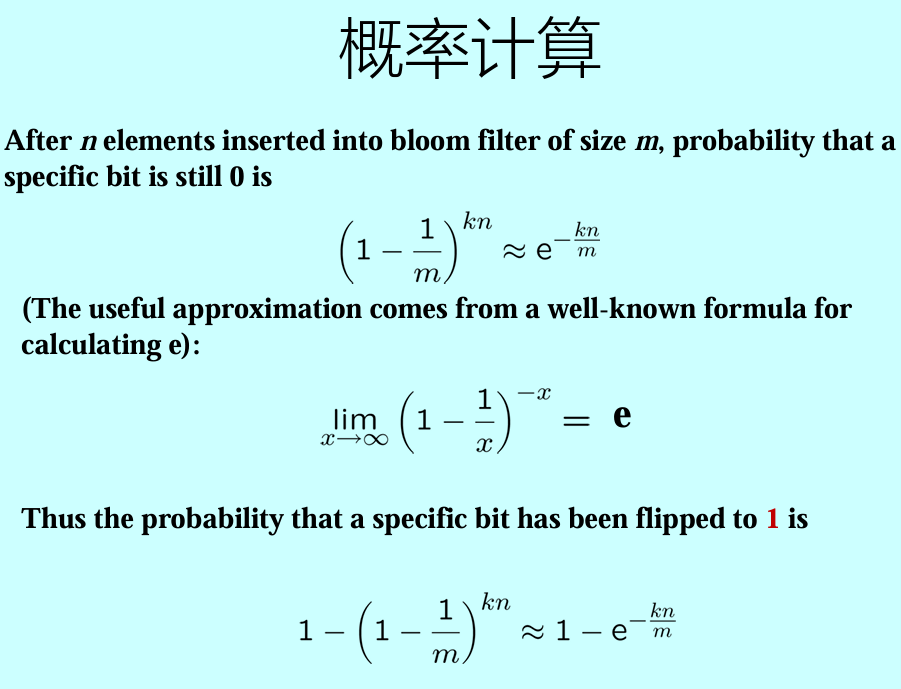 概率计算
After n elements inserted into bloom filter of size m, probability that a
specific bit is still 0 is
$\left(1 - \frac{1}{m}\right)^{kn} \approx e^{-\frac{kn}{m}}$
(The useful approximation comes from a well-known formula for
calculating e):
$\lim_{x \to \infty} \left(1 - \frac{1}{x}\right)^{-x} = e$
Thus the probability that a specific bit has been flipped to 1 is
$1 - \left(1 - \frac{1}{m}\right)^{kn} \approx 1 - e^{-\frac{kn}{m}}$